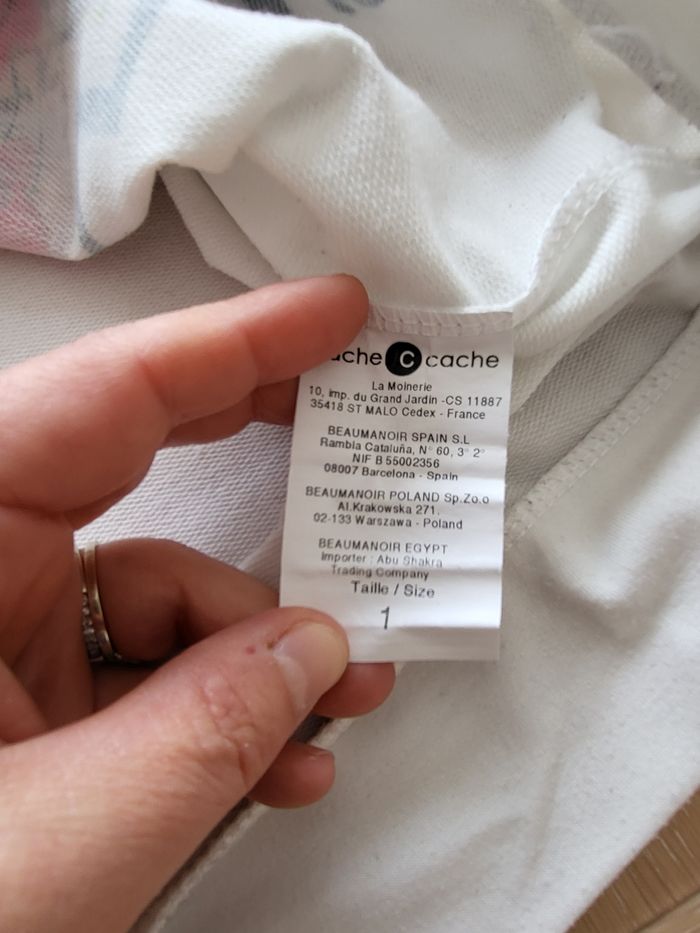 ache C cache
La Moinerie
10, imp. du Grand Jardin -CS 11887
35418 ST MALO Cedex - France
BEAUMANOIR SPAIN S.L
Rambla Cataluña, N° 60, 3° 2°
NIF B 55002356
08007 Barcelona - Spain
BEAUMANOIR POLAND Sp.Zo.o
Al.Krakowska 271.
02-133 Warszawa - Poland
BEAUMANOIR EGYPT
Importer : Abu Shakra
Trading Company
Taille / Size
1